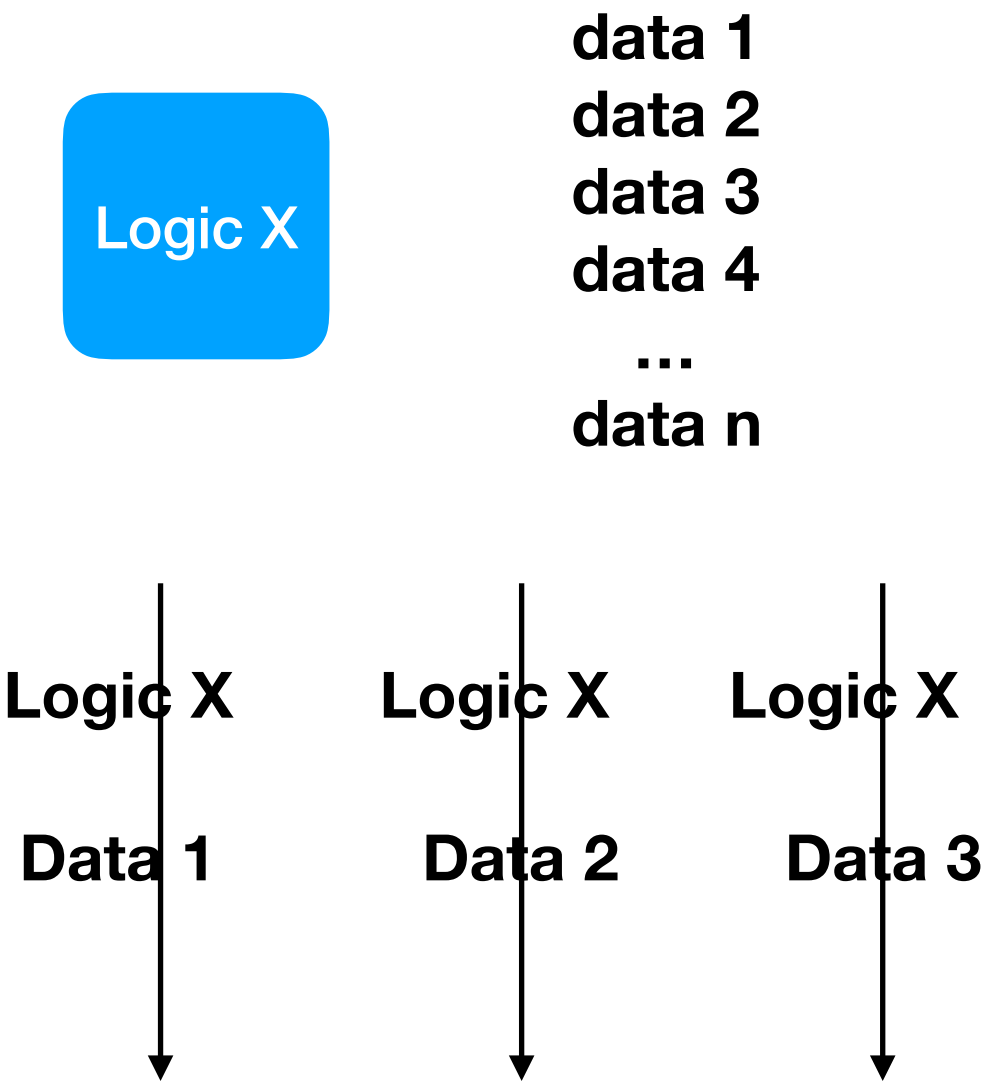 Logic X
data 1
data 2
data 3
data 4
...
data n
Logic X
Data 1
Logic X
Data 2
Logic X
Data 3